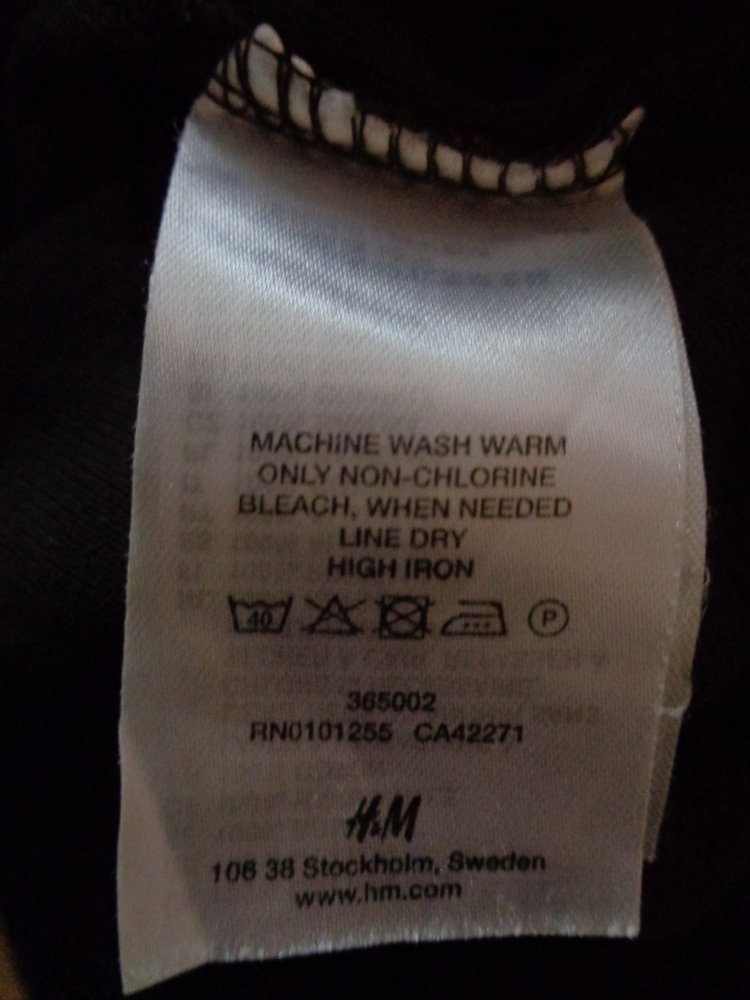 MACHINE WASH WARM
ONLY NON-CHLORINE
BLEACH, WHEN NEEDED
LINE DRY
HIGH IRON
40 P
365002
RN0101255 CA42271
H&M
106 38 Stockholm, Sweden
www.hm.com